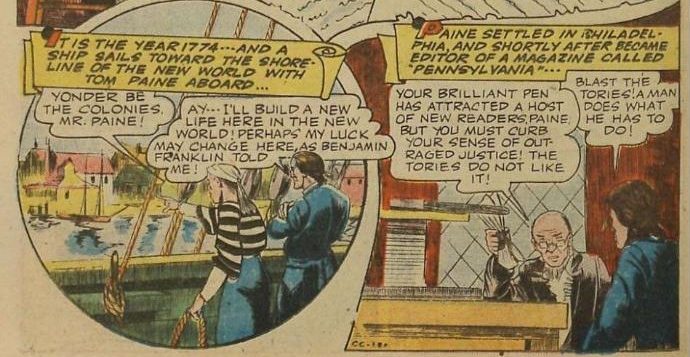 IT IS THE YEAR 1774---AND A
SHIP SAILS TOWARD THE SHORE-
LINE OF THE NEW WORLD WITH
TOM PAINE ABOARD...
YONDER BE
THE COLONIES,
MR. PAINE!
AY---I'LL BUILD A NEW
LIFE HERE IN THE NEW
WORLD! PERHAPS MY LUCK
MAY CHANGE HERE, AS BENJAMIN
FRANKLIN TOLD
ME!
PAINE SETTLED IN PHILADEL-
PHIA, AND SHORTLY AFTER BECAME
EDITOR OF A MAGAZINE CALLED
"PENNSYLVANIA"---
YOUR BRILLIANT PEN
HAS ATTRACTED A HOST
OF NEW READERS, PAINE,
BUT YOU MUST CURB
YOUR SENSE OF OUT-
RAGED JUSTICE! THE
TORIES DO NOT LIKE
IT!
BLAST THE
TORIES! A MAN
DOES WHAT
HE HAS TO
DO!